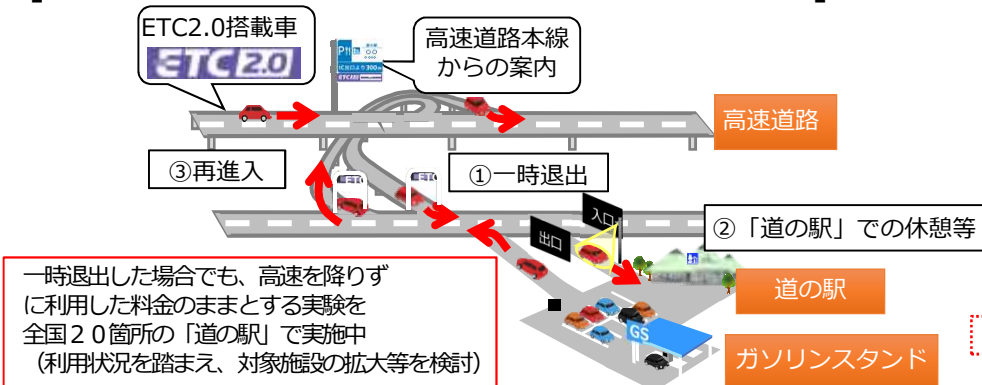 ETC2.0搭載車
ETC 2.0
高速道路本線
からの案内
高速道路
③再進入
①一時退出
ETC
ETC
入口
出口
②「道の駅」での休憩等
一時退出した場合でも、高速を降りず
に利用した料金のままとする実験を
全国20箇所の「道の駅」で実施中
(利用状況を踏まえ、対象施設の拡大等を検討)
道の駅
GS
ガソリンスタンド